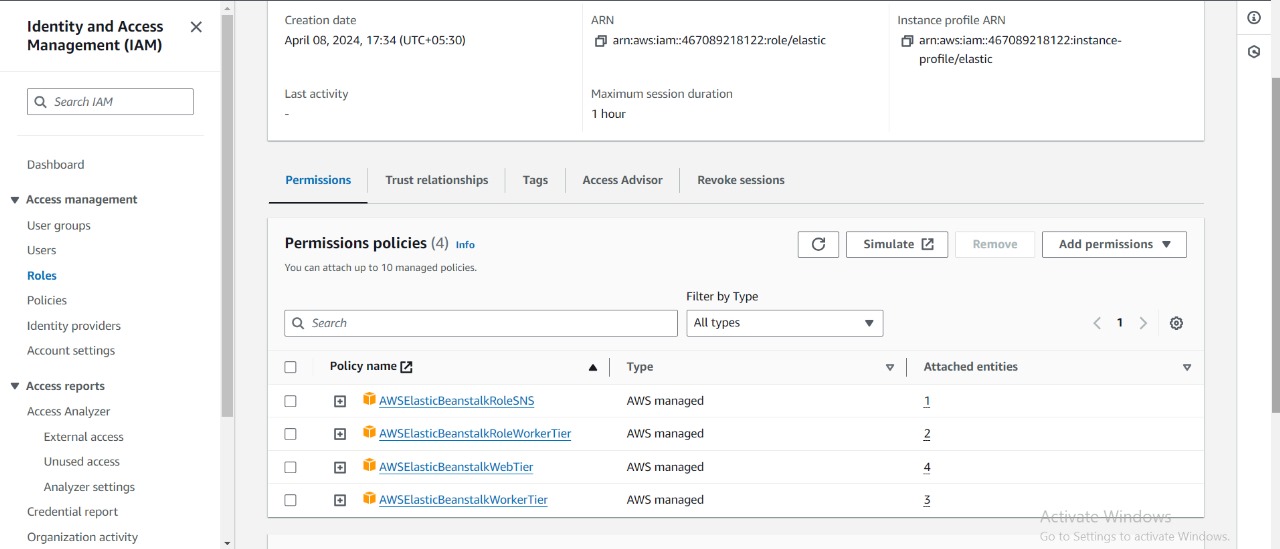 Identity and Access
Management (IAM)
Search IAM
Dashboard
Access management
User groups
Users
Roles
Policies
Identity providers
Account settings
Access reports
Access Analyzer
External access
Unused access
Analyzer settings
Credential report
Organization activity
Creation date
April 08, 2024, 17:34 (UTC+05:30)
ARN
arn:aws:iam::467089218122:role/elastic
Instance profile ARN
arn:aws:iam::467089218122:instance-
profile/elastic
Last activity
-
Maximum session duration
1 hour
Permissions Trust relationships Tags Access Advisor Revoke sessions
Permissions policies (4) Info
You can attach up to 10 managed policies.
Simulate Remove Add permissions
Filter by Type
Search All types 1
Policy name Type Attached entities
AWSElasticBeanstalkRoleSNS AWS managed 1
AWSElasticBeanstalkRoleWorkerTier AWS managed 2
AWSElasticBeanstalkWebTier AWS managed 4
AWSElasticBeanstalkWorkerTier AWS managed 3
Activate Windows
Go to Settings to activate Windows.